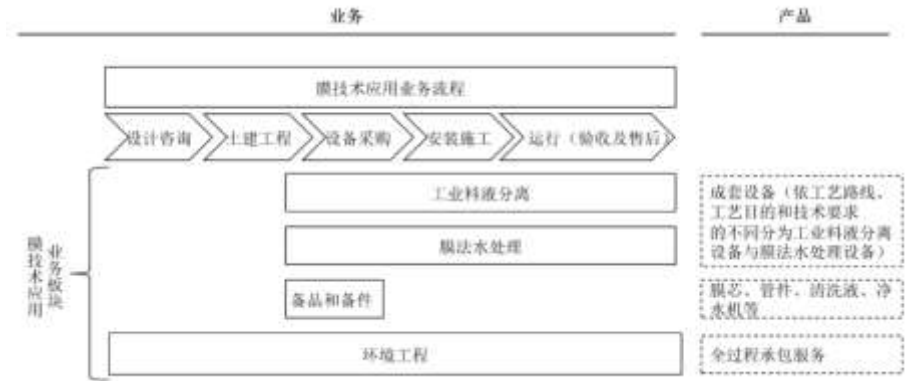 业务
产品
膜技术应用业务流程
设计咨询
土建工程
设备采购
安装施工
运行（验收及售后）
膜技术应用
业务板块
工业料液分离
成套设备（依工艺路线、
工艺目的和技术要求
的不同分为工业料液分离
设备与膜法水处理设备）
膜法水处理
备品和备件
膜芯、管件、清洗液、净
水机等
环境工程
全过程承包服务